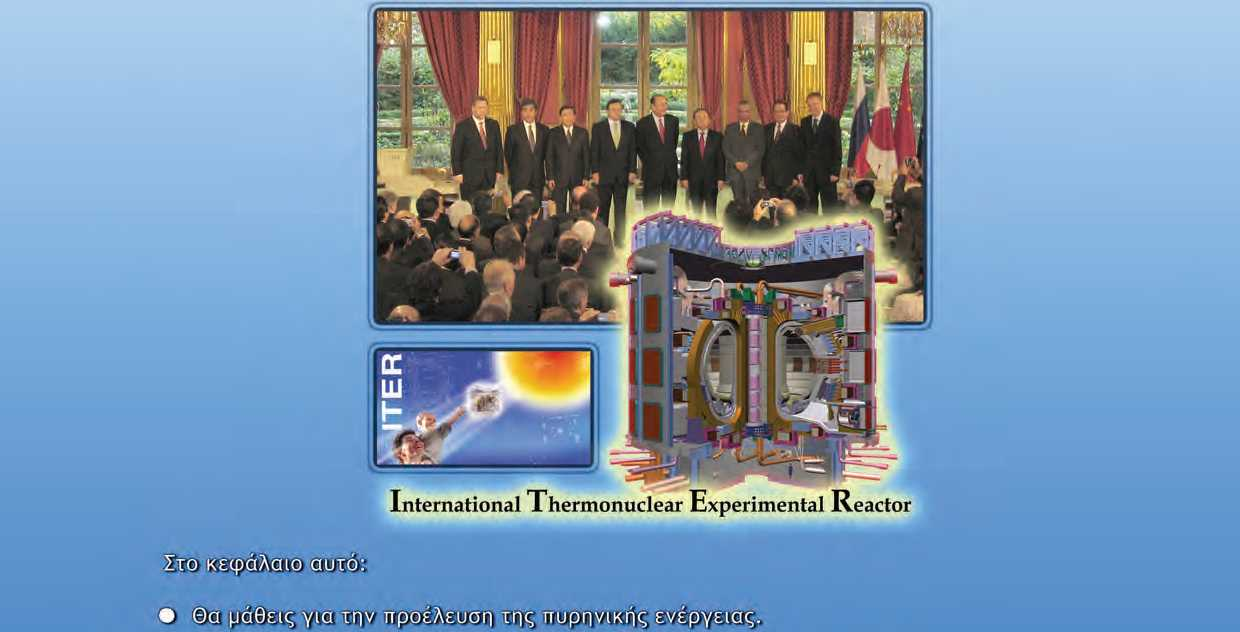 ITER
International Thermonuclear Experimental Reactor
Στο κεφάλαιο αυτό:
Θα μάθεις για την προέλευση της πυρηνικής ενέργειας.